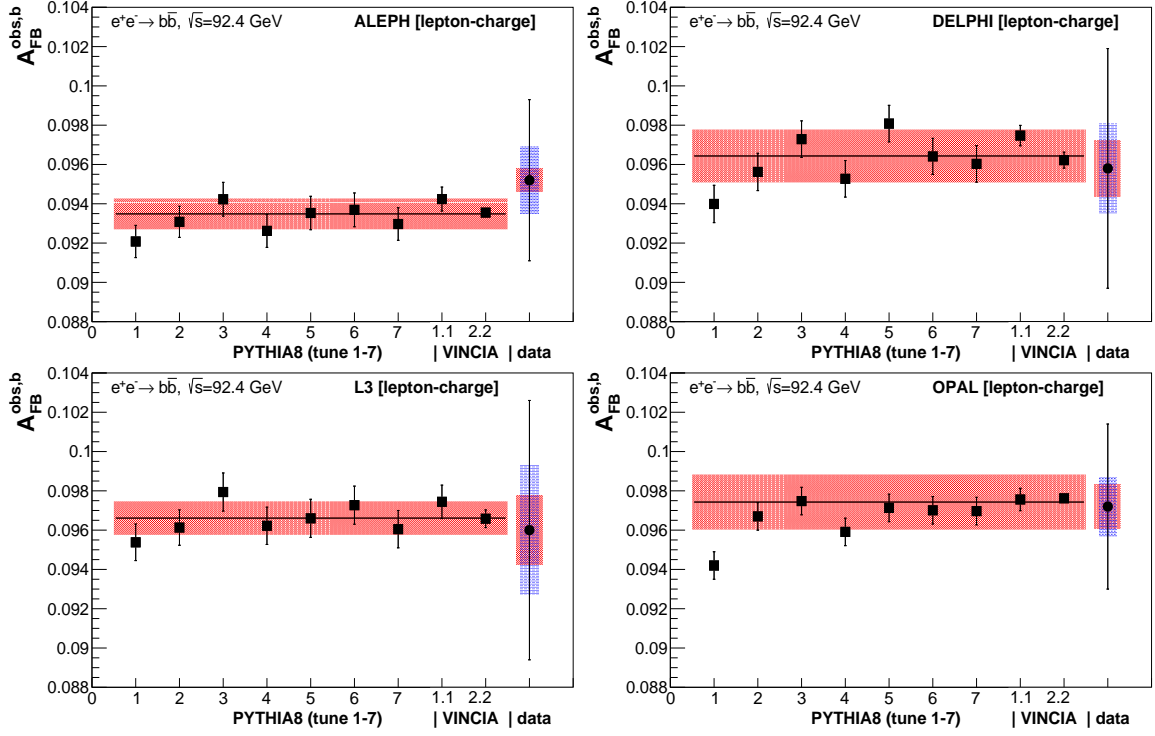 e⁺e⁻→ bb̄, √s=92.4 GeV ALEPH [lepton-charge]
A_FB^obs,b
0.104
0.102
0.1
0.098
0.096
0.094
0.092
0.09
0.088
0 1 2 3 4 5 6 7 1.1 2.2
PYTHIA8 (tune 1-7) | VINCIA | data
e⁺e⁻→ bb̄, √s=92.4 GeV DELPHI [lepton-charge]
A_FB^obs,b
0.104
0.102
0.1
0.098
0.096
0.094
0.092
0.09
0.088
0 1 2 3 4 5 6 7 1.1 2.2
PYTHIA8 (tune 1-7) | VINCIA | data
e⁺e⁻→ bb̄, √s=92.4 GeV L3 [lepton-charge]
A_FB^obs,b
0.104
0.102
0.1
0.098
0.096
0.094
0.092
0.09
0.088
0 1 2 3 4 5 6 7 1.1 2.2
PYTHIA8 (tune 1-7) | VINCIA | data
e⁺e⁻→ bb̄, √s=92.4 GeV OPAL [lepton-charge]
A_FB^obs,b
0.104
0.102
0.1
0.098
0.096
0.094
0.092
0.09
0.088
0 1 2 3 4 5 6 7 1.1 2.2
PYTHIA8 (tune 1-7) | VINCIA | data